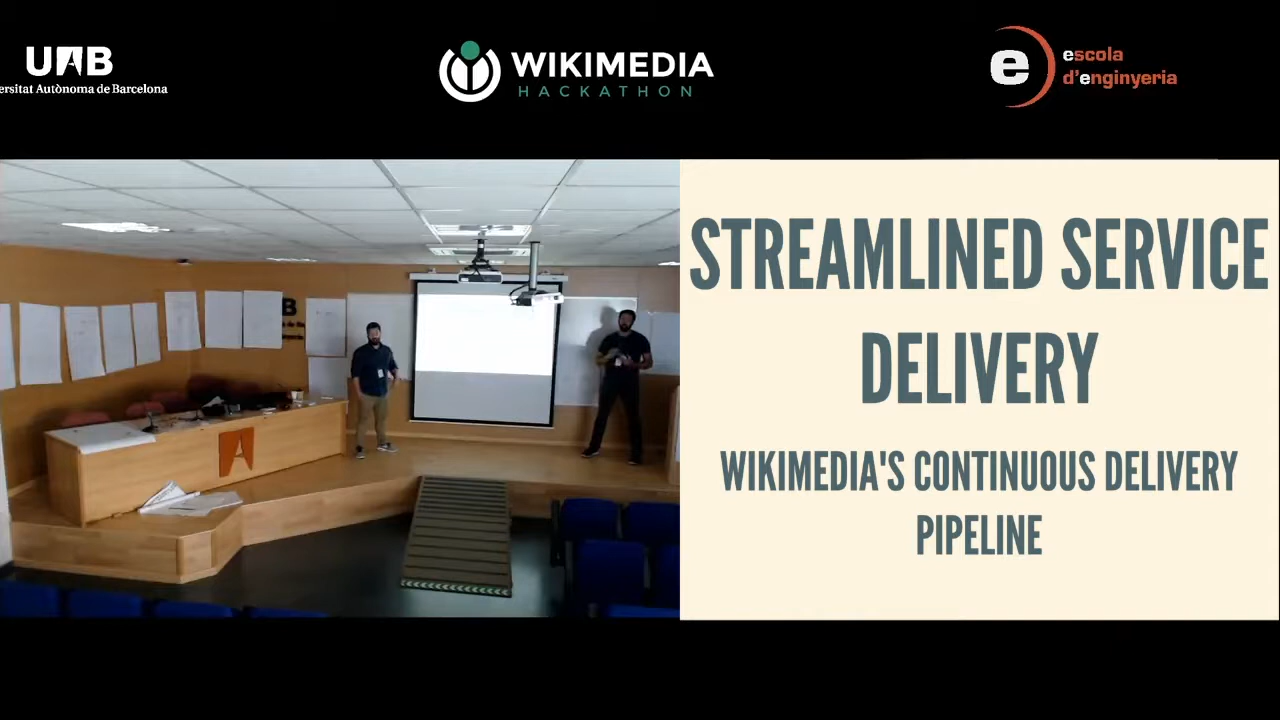 UAB
ersitat Autònoma de Barcelona
WIKIMEDIA
HACKATHON
e
escola
d'enginyeria
STREAMLINED SERVICE
DELIVERY
WIKIMEDIA'S CONTINUOUS DELIVERY
PIPELINE